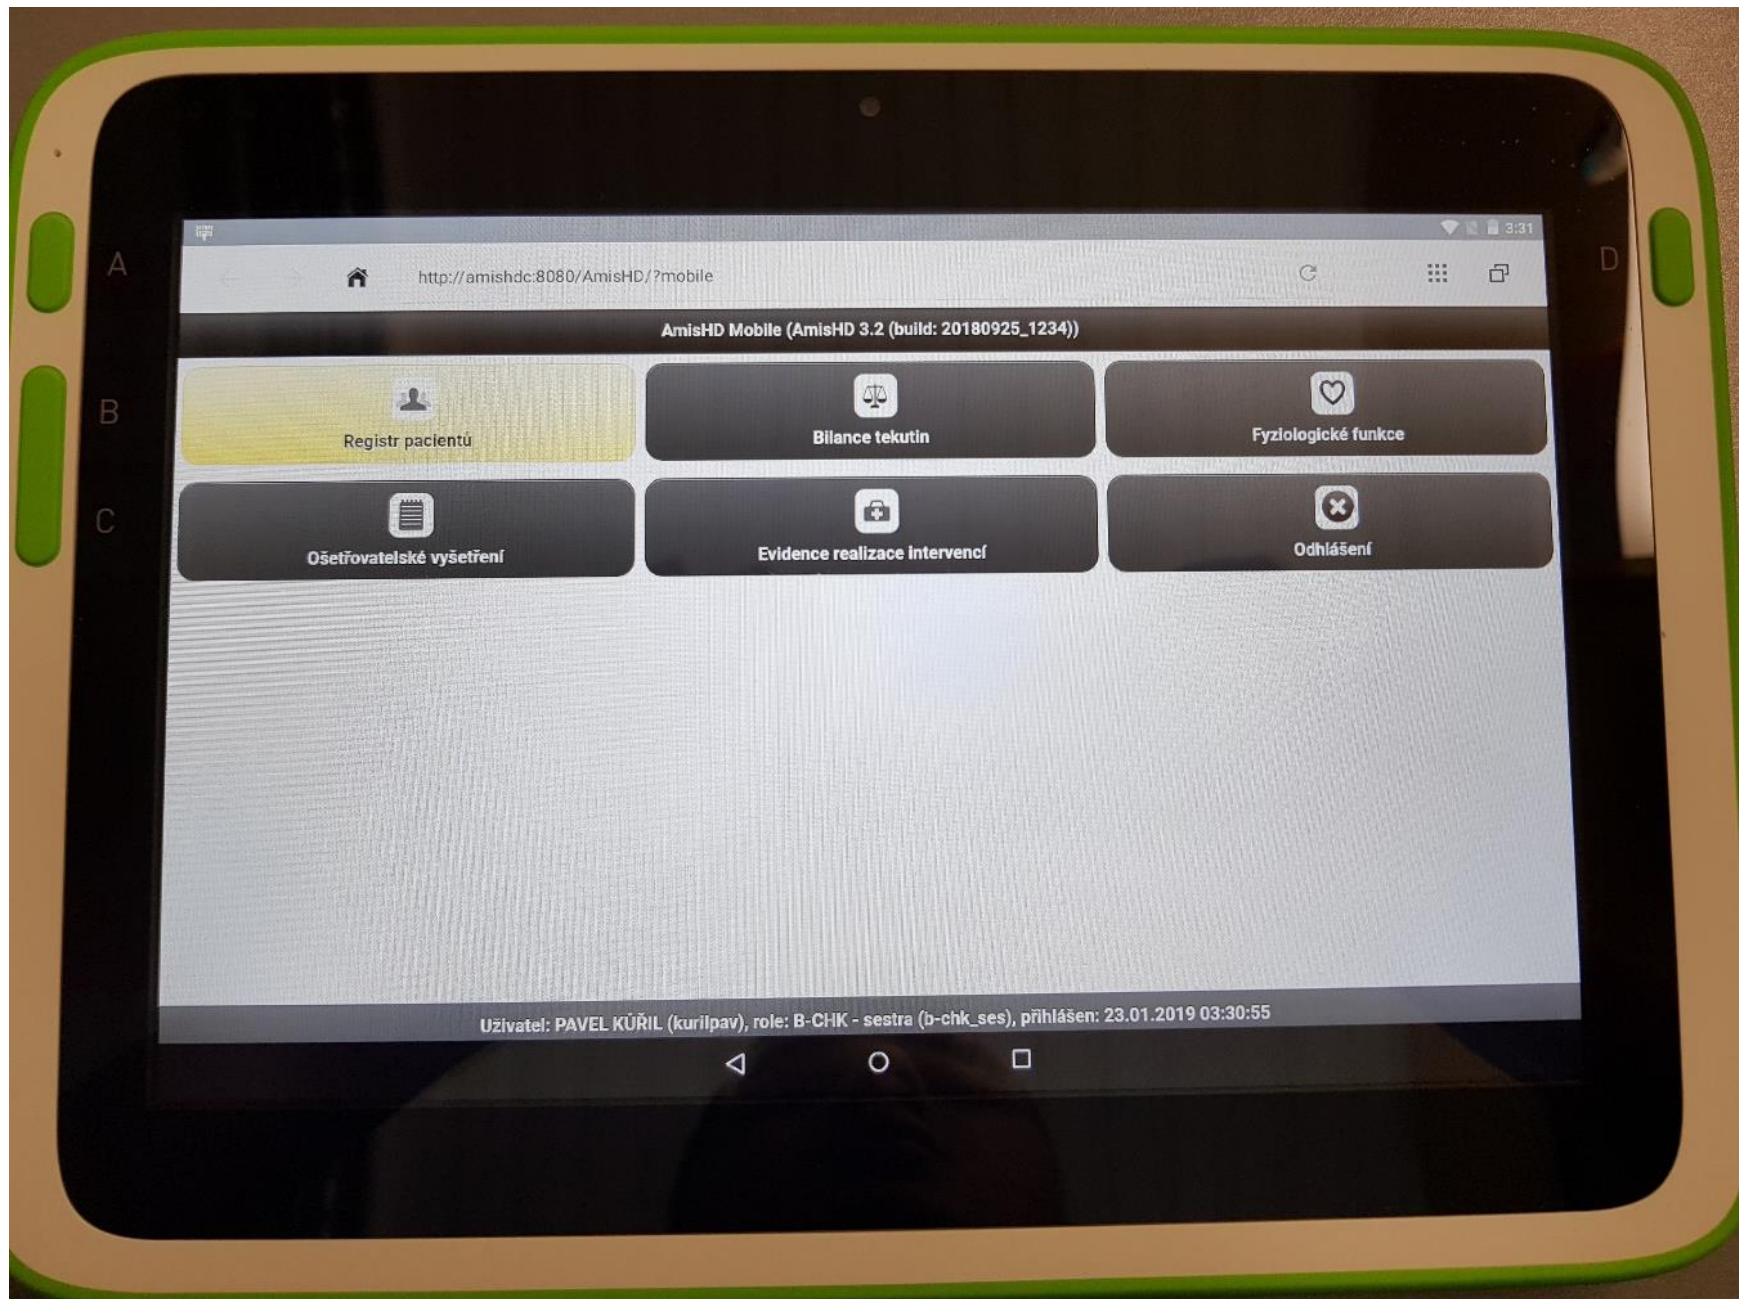 3:31
http://amishdc:8080/AmisHD/?mobile
AmisHD Mobile (AmisHD 3.2 (build: 20180925_1234))
Registr pacientů
Bilance tekutin
Fyziologické funkce
Ošetřovatelské vyšetření
Evidence realizace intervencí
Odhlášení
Uživatel: PAVEL KŮŘIL (kurilpav), role: B-CHK - sestra (b-chk_ses), přihlášen: 23.01.2019 03:30:55
A
B
C
D